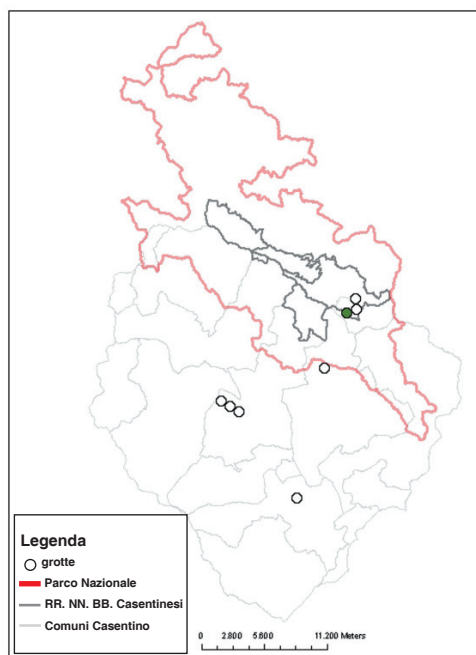 Legenda
grotte
Parco Nazionale
RR. NN. BB. Casentinesi
Comuni Casentino
0 2.800 5.600 11.200 Meters